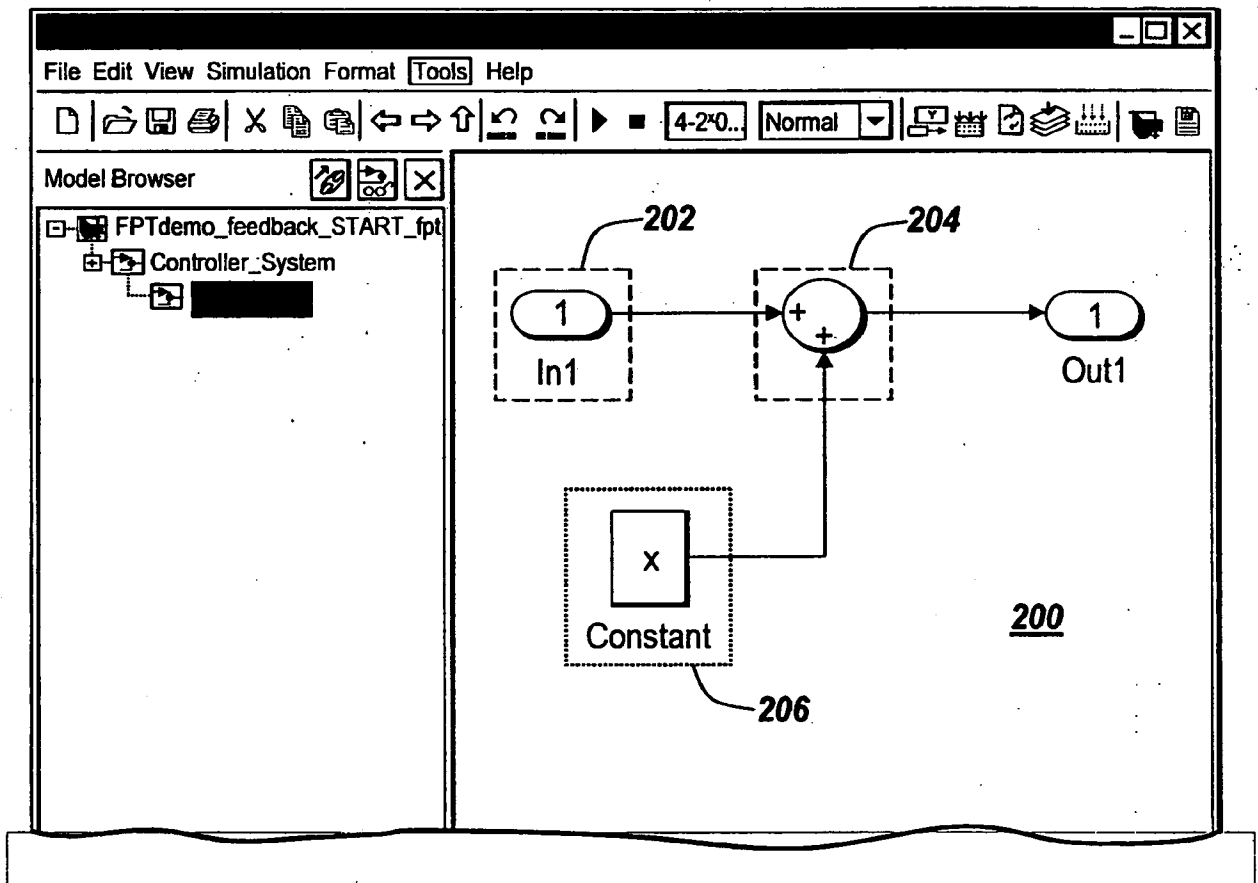 File Edit View Simulation Format Tools Help
4-2x0... Normal
Model Browser
FPTdemo_feedback_START_fpt
Controller_System
202
204
1
In1
+
+
1
Out1
x
Constant
200
206